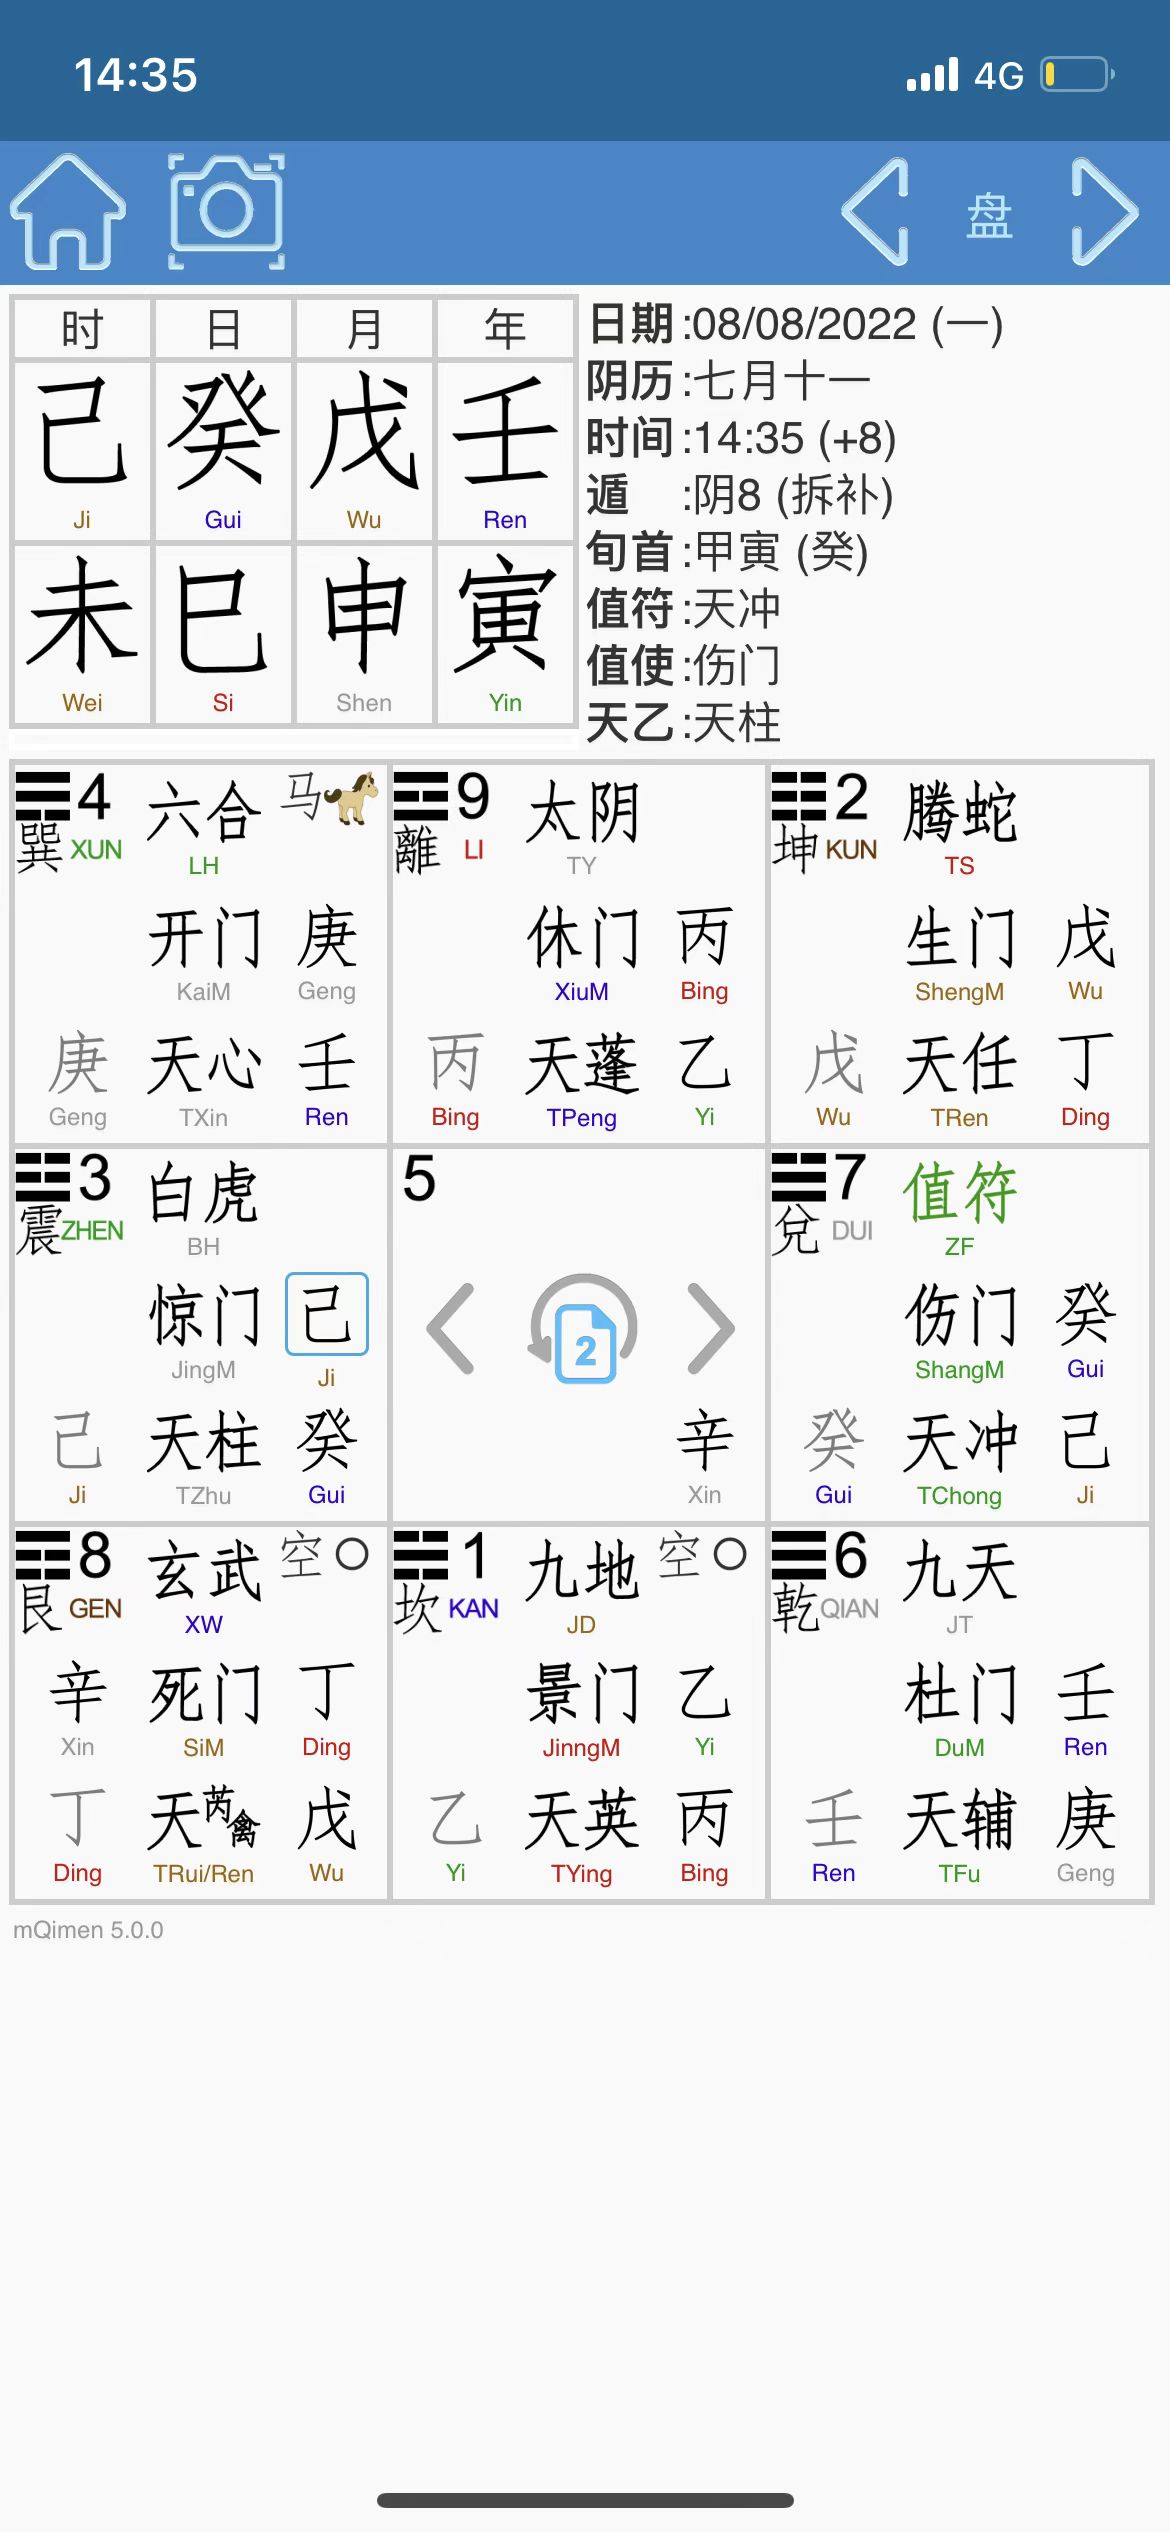 14:35 4G
盘
时 日 月 年
己 癸 戊 壬
Ji Gui Wu Ren
未 巳 申 寅
Wei Si Shen Yin
日期:08/08/2022 (一)
阴历:七月十一
时间:14:35 (+8)
遁 :阴8 (拆补)
旬首:甲寅 (癸)
值符:天冲
值使:伤门
天乙:天柱
4 六合 马
巽 XUN LH
开门 庚
KaiM Geng
庚 天心 壬
Geng TXin Ren
9 太阴
離 LI TY
休门 丙
XiuM Bing
丙 天蓬 乙
Bing TPeng Yi
2 腾蛇
坤 KUN TS
生门 戊
ShengM Wu
戊 天任 丁
Wu TRen Ding
3 白虎
震 ZHEN BH
惊门 己
JingM Ji
己 天柱 癸
Ji TZhu Gui
5
2
辛
Xin
7 值符
兌 DUI ZF
伤门 癸
ShangM Gui
癸 天冲 己
Gui TChong Ji
8 玄武 空
艮 GEN XW
辛 死门 丁
Xin SiM Ding
丁 天芮禽 戊
Ding TRui/Ren Wu
1 九地 空
坎 KAN JD
景门 乙
JinngM Yi
乙 天英 丙
Yi TYing Bing
6 九天
乾 QIAN JT
杜门 壬
DuM Ren
壬 天辅 庚
Ren TFu Geng
mQimen 5.0.0